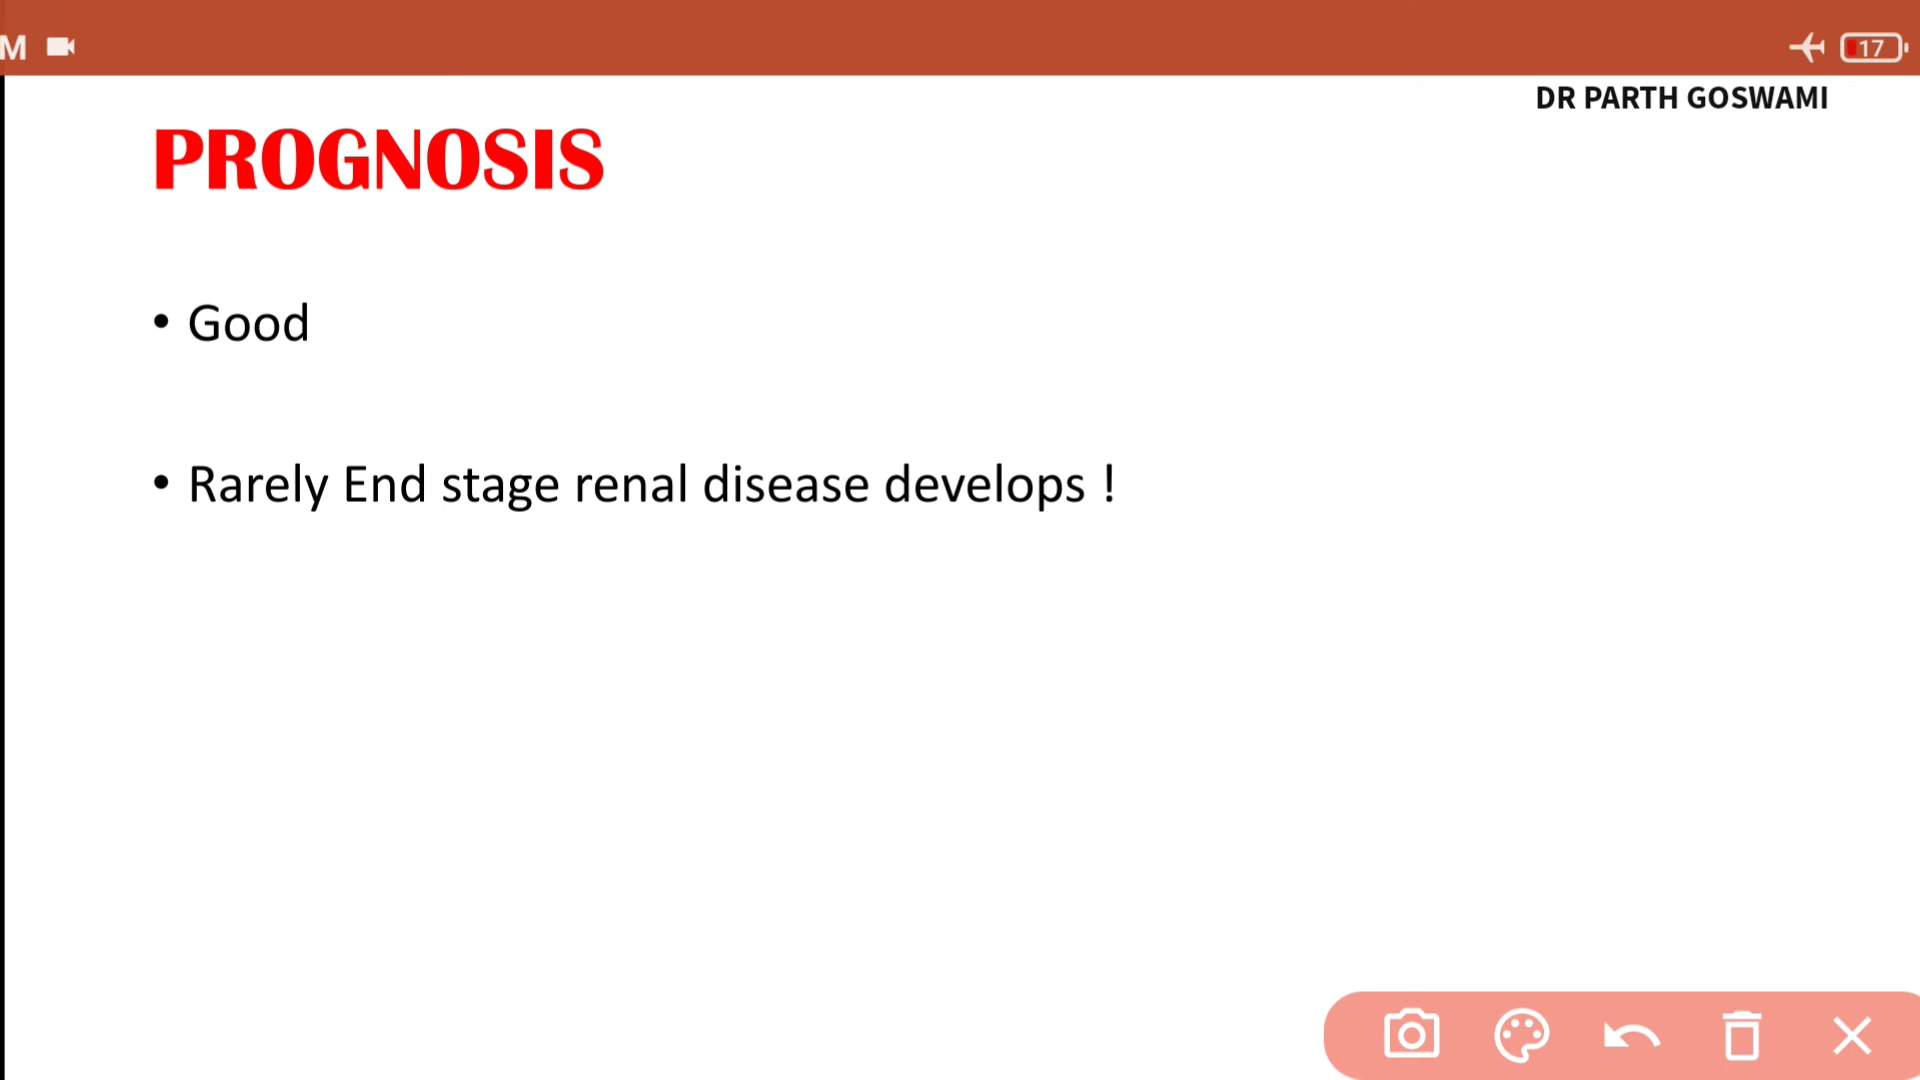 M
17
DR PARTH GOSWAMI
PROGNOSIS
• Good
• Rarely End stage renal disease develops !